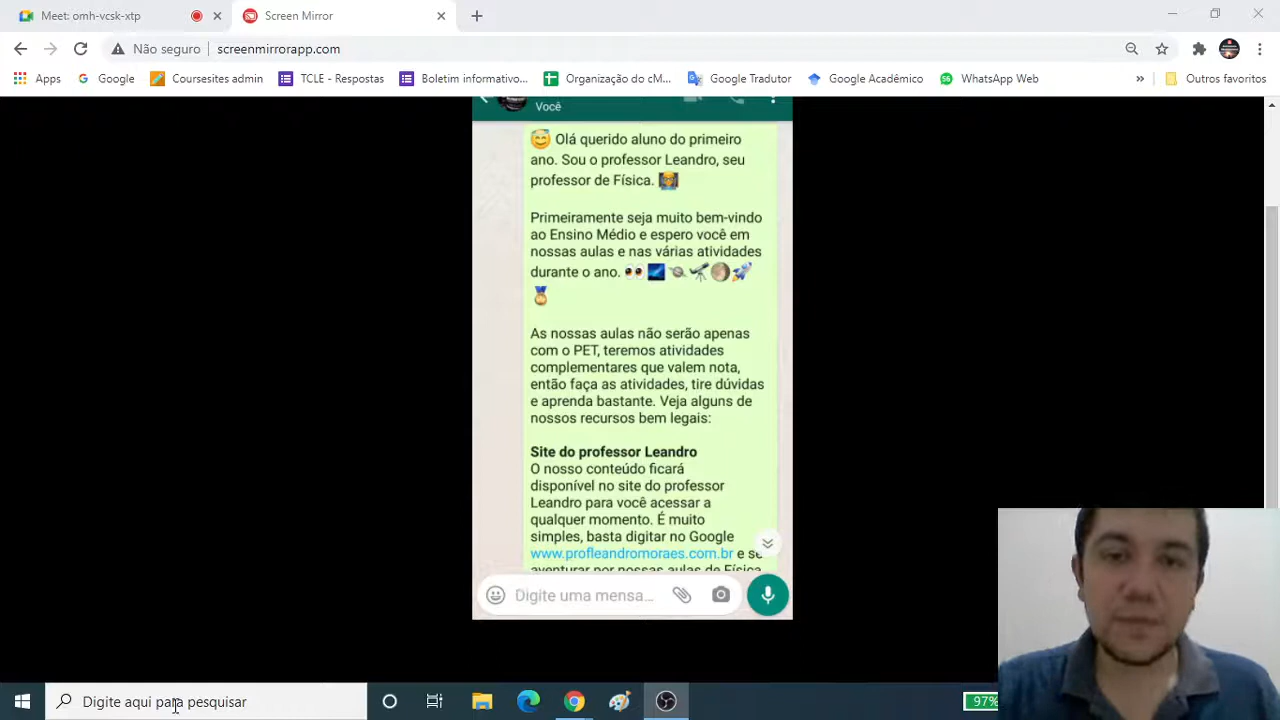 Meet: omh-vcsk-xtp
Screen Mirror
Não seguro
screenmirrorapp.com
Apps
Google
Coursesites admin
TCLE - Respostas
Boletim informativo...
Organização do cM...
Google Tradutor
Google Acadêmico
WhatsApp Web
»
Outros favoritos
Você
Olá querido aluno do primeiro
ano. Sou o professor Leandro, seu
professor de Física.
Primeiramente seja muito bem-vindo
ao Ensino Médio e espero você em
nossas aulas e nas várias atividades
durante o ano.
As nossas aulas não serão apenas
com o PET, teremos atividades
complementares que valem nota,
então faça as atividades, tire dúvidas
e aprenda bastante. Veja alguns de
nossos recursos bem legais:
Site do professor Leandro
O nosso conteúdo ficará
disponível no site do professor
Leandro para você acessar a
qualquer momento. É muito
simples, basta digitar no Google
www.profleandromoraes.com.br e se
aventurar por nossas aulas de Física
Digite uma mensa...
Digite aqui para pesquisar
97%